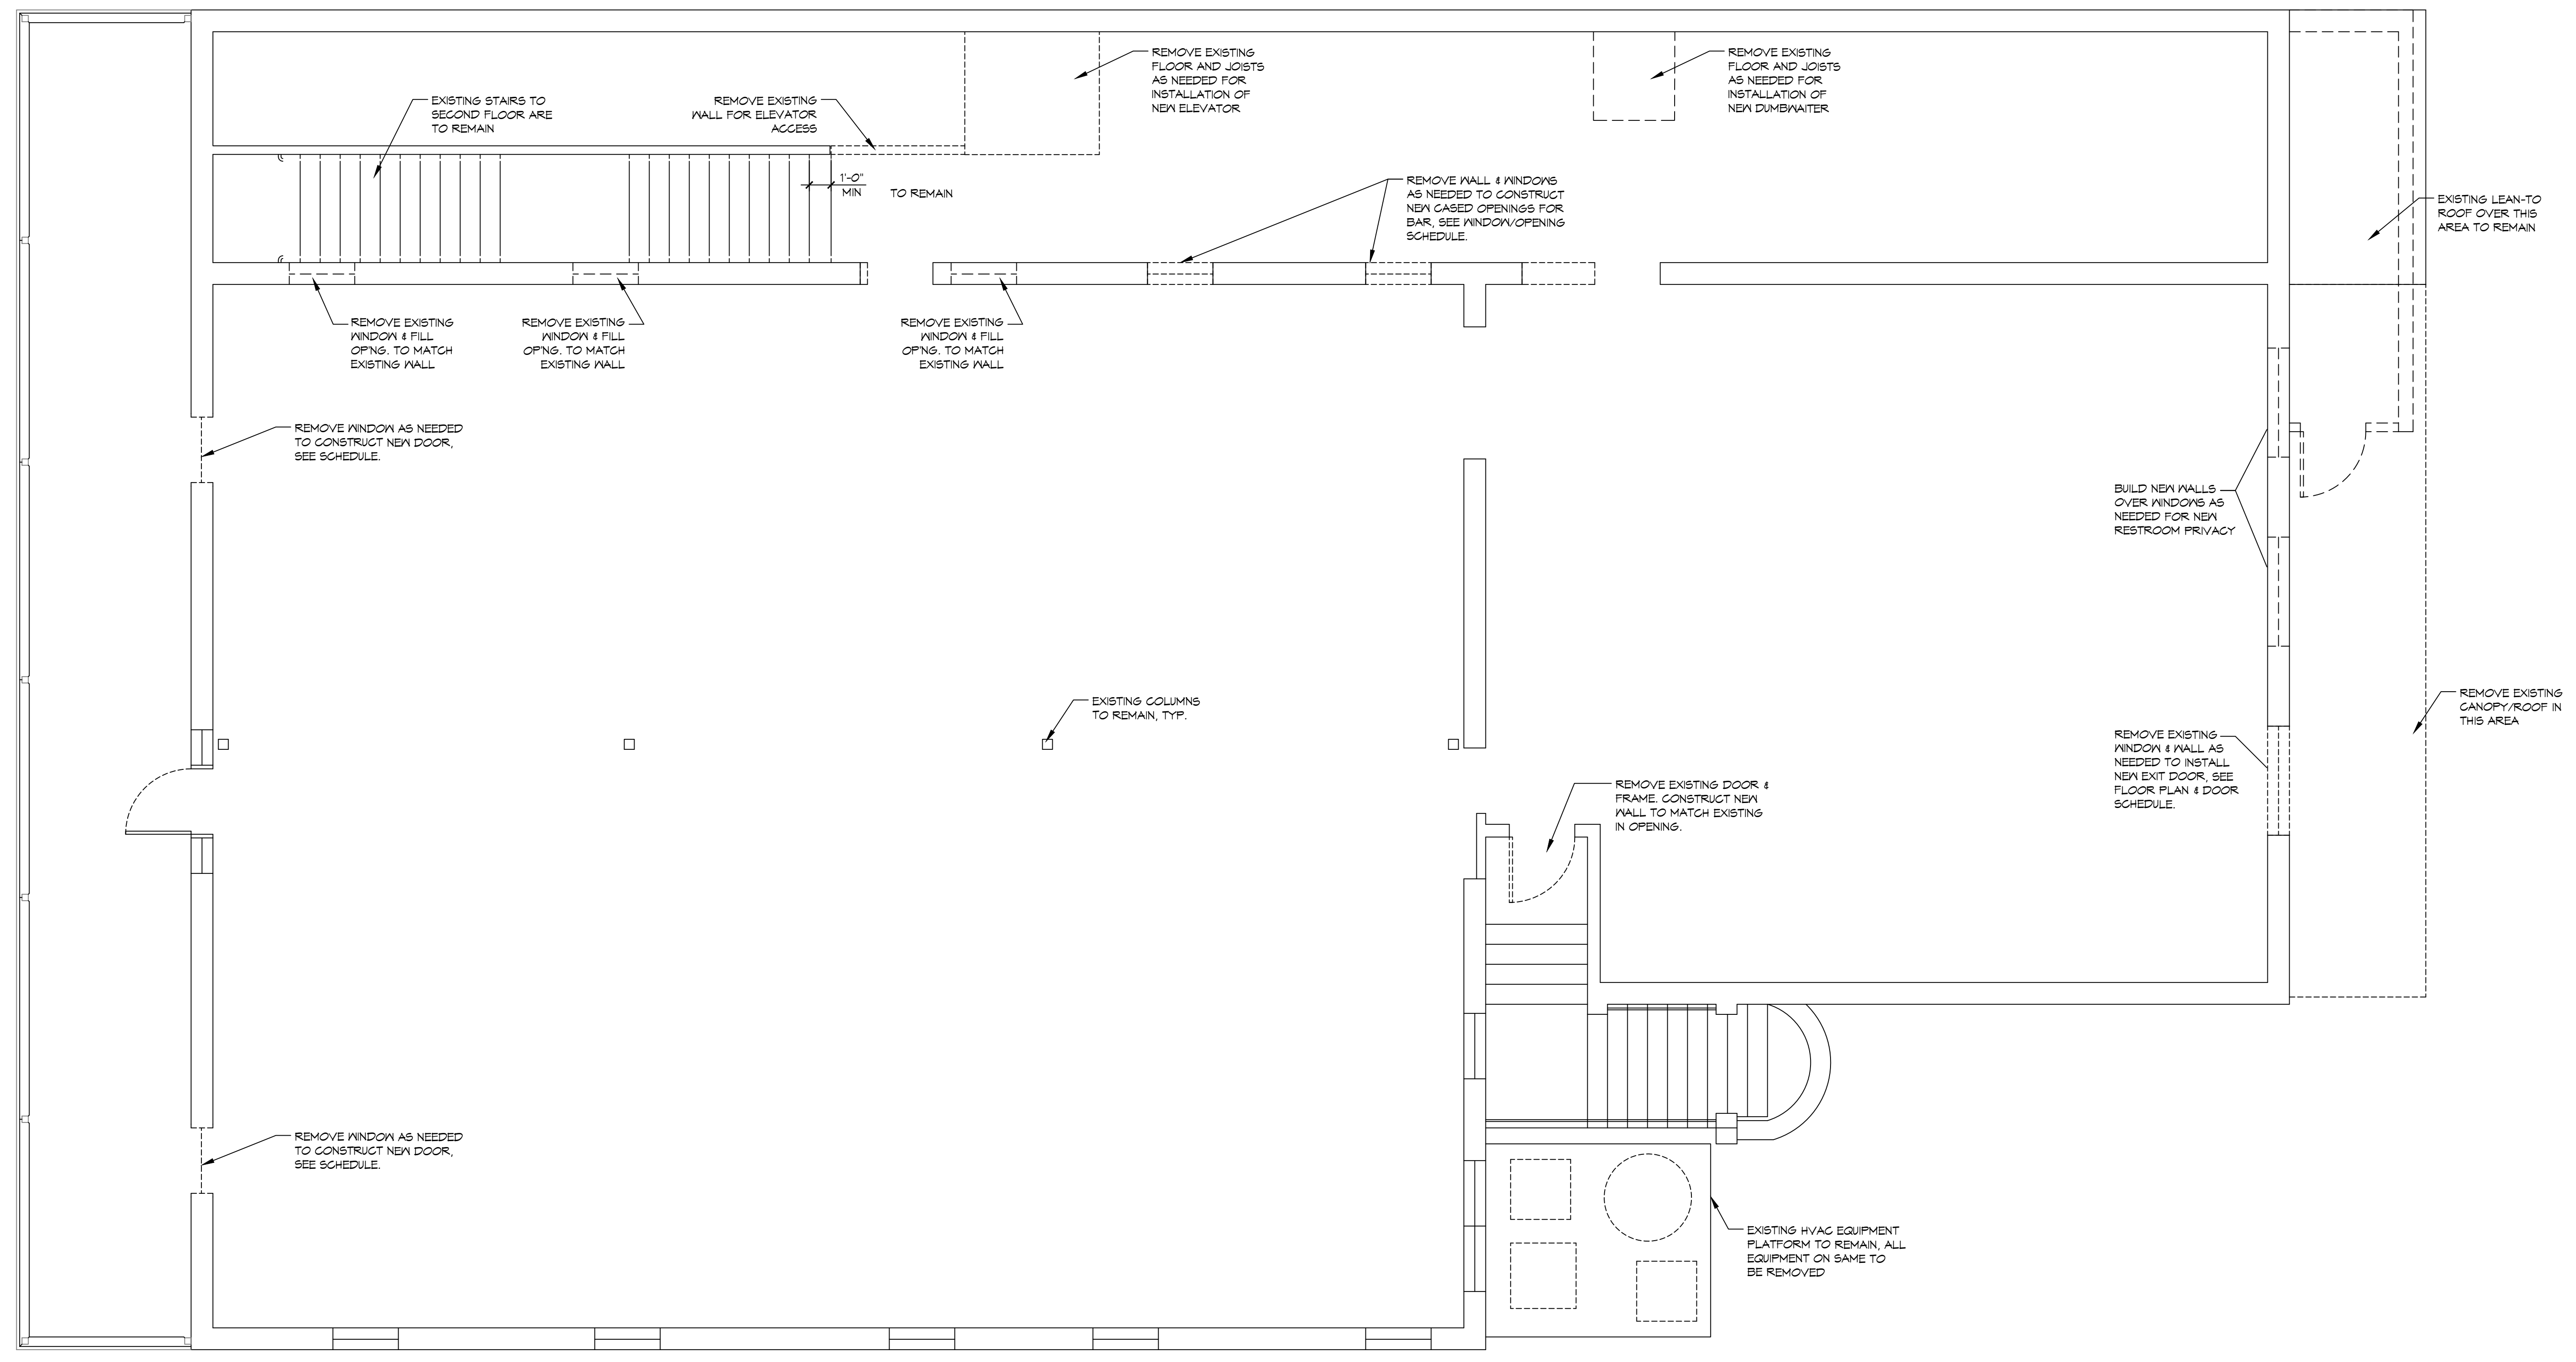 REMOVE EXISTING
FLOOR AND JOISTS
AS NEEDED FOR
INSTALLATION OF
NEW ELEVATOR
REMOVE EXISTING
FLOOR AND JOISTS
AS NEEDED FOR
INSTALLATION OF
NEW DUMBWAITER
EXISTING STAIRS TO
SECOND FLOOR ARE
TO REMAIN
REMOVE EXISTING
WALL FOR ELEVATOR
ACCESS
1'-0"
MIN
TO REMAIN
REMOVE WALL & WINDOWS
AS NEEDED TO CONSTRUCT
NEW CASED OPENINGS FOR
BAR, SEE WINDOW/OPENING
SCHEDULE.
EXISTING LEAN-TO
ROOF OVER THIS
AREA TO REMAIN
REMOVE EXISTING
WINDOW & FILL
OP'NG. TO MATCH
EXISTING WALL
REMOVE EXISTING
WINDOW & FILL
OP'NG. TO MATCH
EXISTING WALL
REMOVE EXISTING
WINDOW & FILL
OP'NG. TO MATCH
EXISTING WALL
REMOVE WINDOW AS NEEDED
TO CONSTRUCT NEW DOOR,
SEE SCHEDULE.
BUILD NEW WALLS
OVER WINDOWS AS
NEEDED FOR NEW
RESTROOM PRIVACY
EXISTING COLUMNS
TO REMAIN, TYP.
REMOVE EXISTING
CANOPY/ROOF IN
THIS AREA
REMOVE EXISTING
WINDOW & WALL AS
NEEDED TO INSTALL
NEW EXIT DOOR, SEE
FLOOR PLAN & DOOR
SCHEDULE.
REMOVE EXISTING DOOR &
FRAME. CONSTRUCT NEW
WALL TO MATCH EXISTING
IN OPENING.
REMOVE WINDOW AS NEEDED
TO CONSTRUCT NEW DOOR,
SEE SCHEDULE.
EXISTING HVAC EQUIPMENT
PLATFORM TO REMAIN, ALL
EQUIPMENT ON SAME TO
BE REMOVED